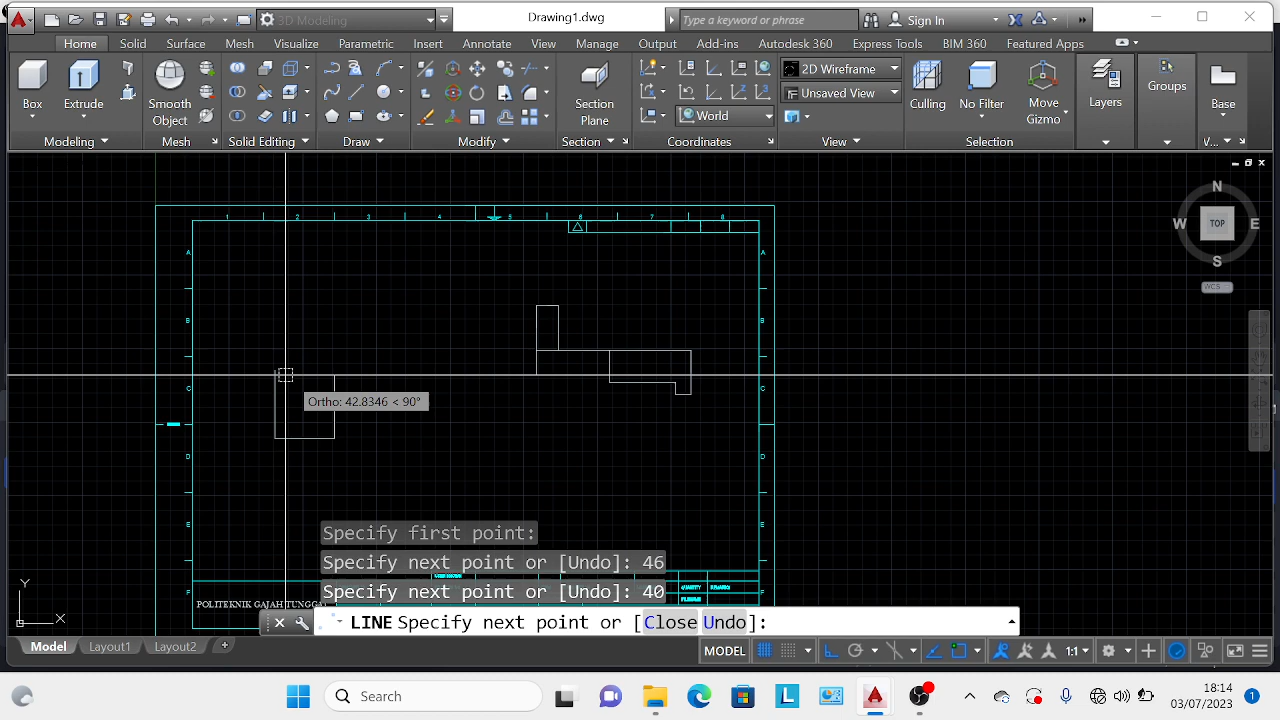 3D Modeling
Drawing1.dwg
Type a keyword or phrase
Sign In
Home Solid Surface Mesh Visualize Parametric Insert Annotate View Manage Output Add-ins Autodesk 360 Express Tools BIM 360 Featured Apps
Box
Extrude
Smooth
Object
Section
Plane
2D Wireframe
Unsaved View
World
Culling
No Filter
Move
Gizmo
Layers
Groups
Base
Modeling
Mesh
Solid Editing
Draw
Modify
Section
Coordinates
View
Selection
V...
N
W TOP E
S
WCS
1 2 3 4 5 6 7 8
A A
B B
C C
D D
E E
F F
Ortho: 42.8346 < 90°
Specify first point:
Specify next point or [Undo]: 46
Specify next point or [Undo]: 40
QUANTITY REMARKS
POLITEKNIK GAJAH TUNGGA
LINE Specify next point or [Close Undo]:
Y
X
Model Layout1 Layout2 +
MODEL
1:1
Search
L
18:14
03/07/2023
1